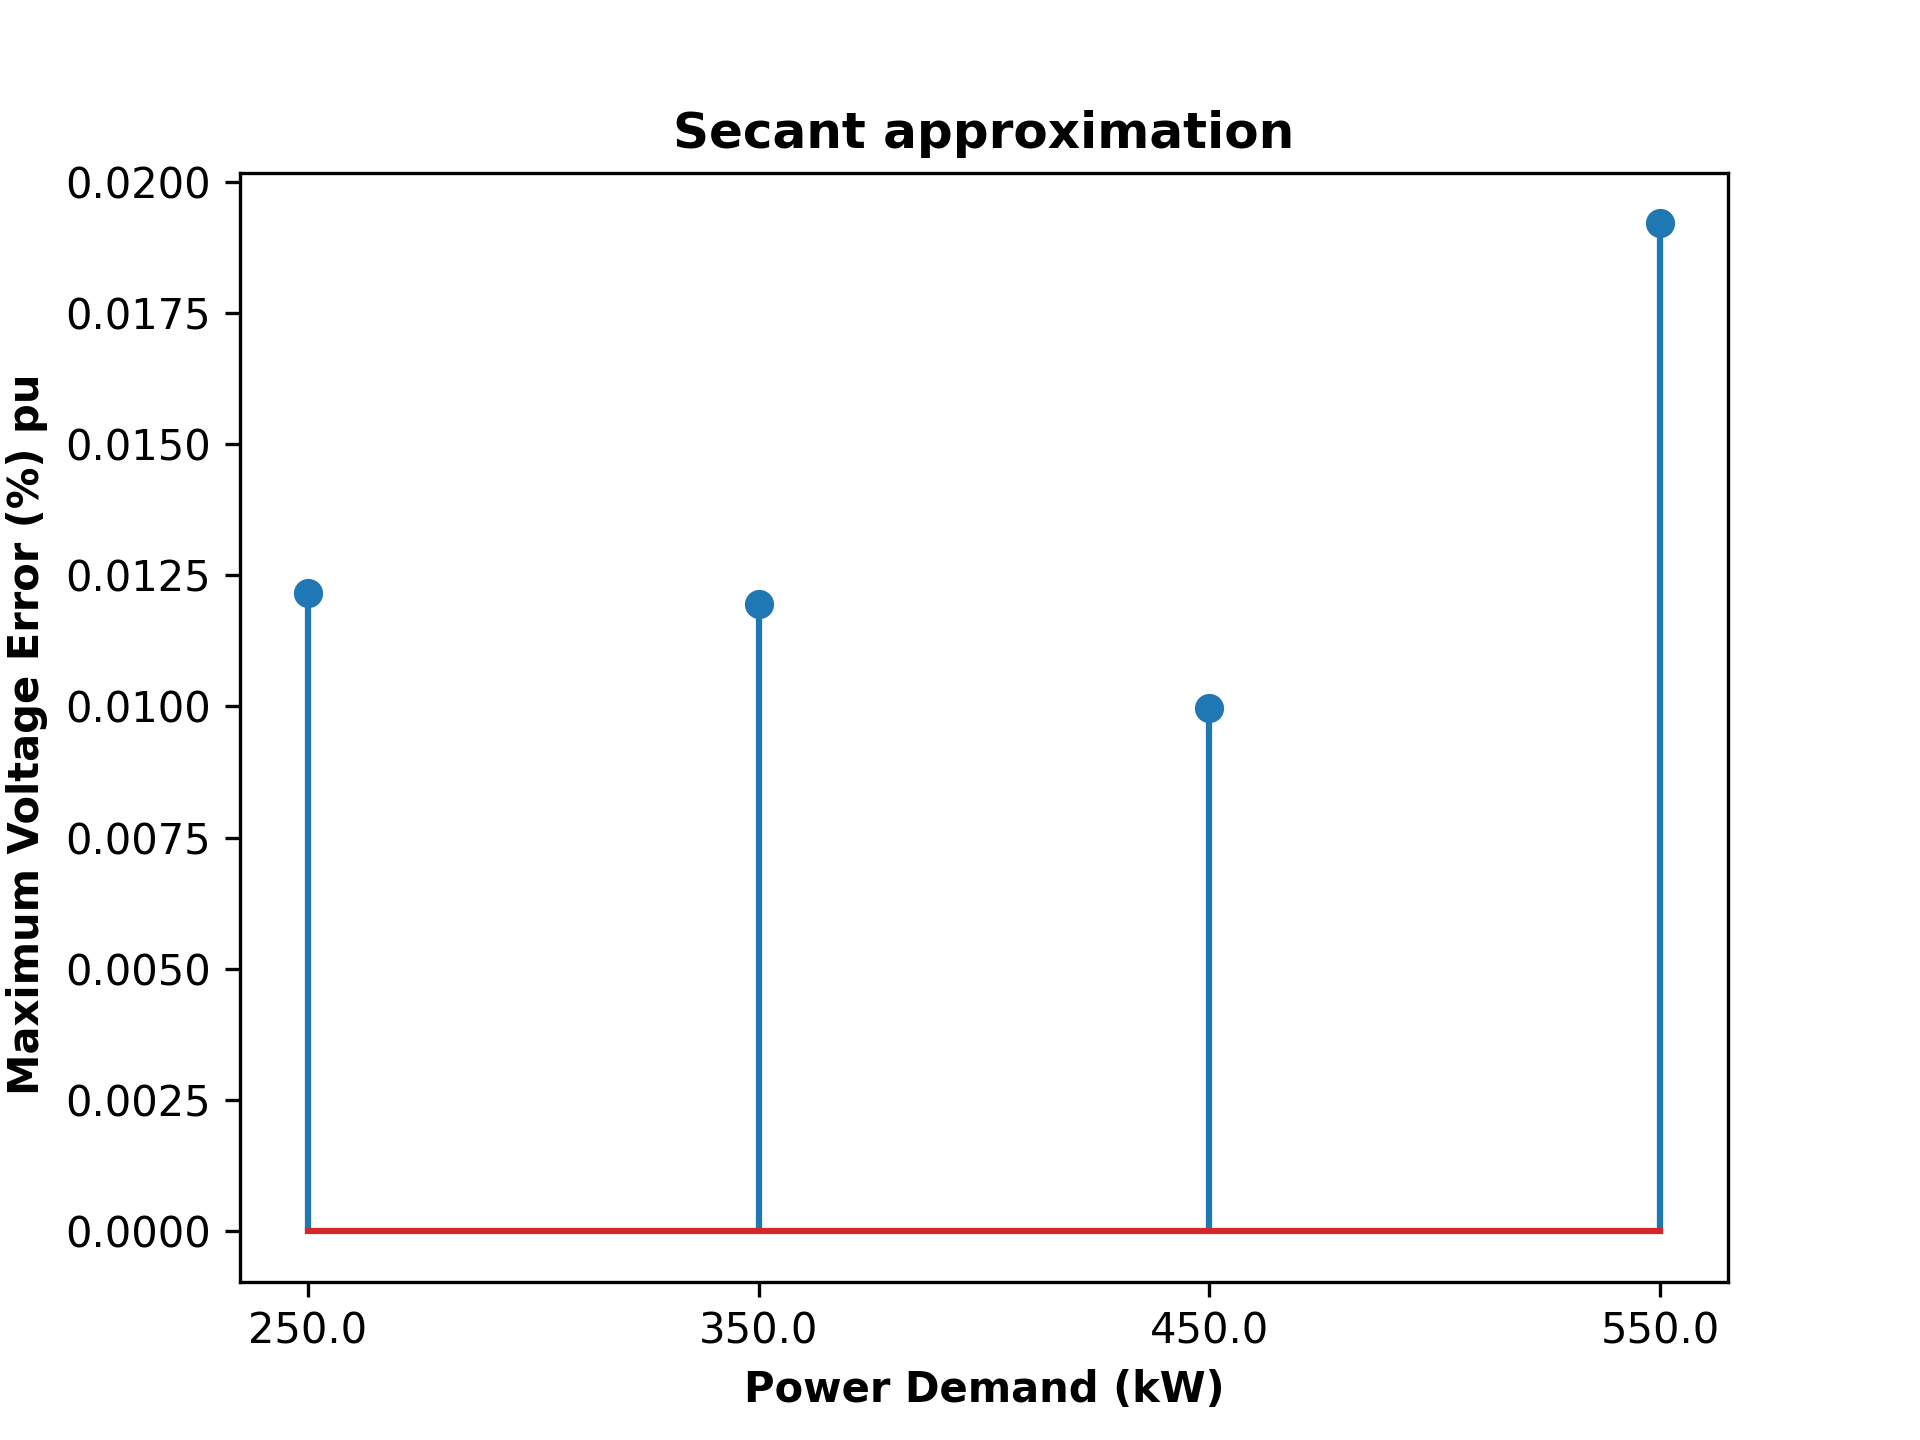 Secant approximation
0.0200
0.0175
0.0150
0.0125
0.0100
0.0075
0.0050
0.0025
0.0000
Maximum Voltage Error (%) pu
250.0 350.0 450.0 550.0
Power Demand (kW)